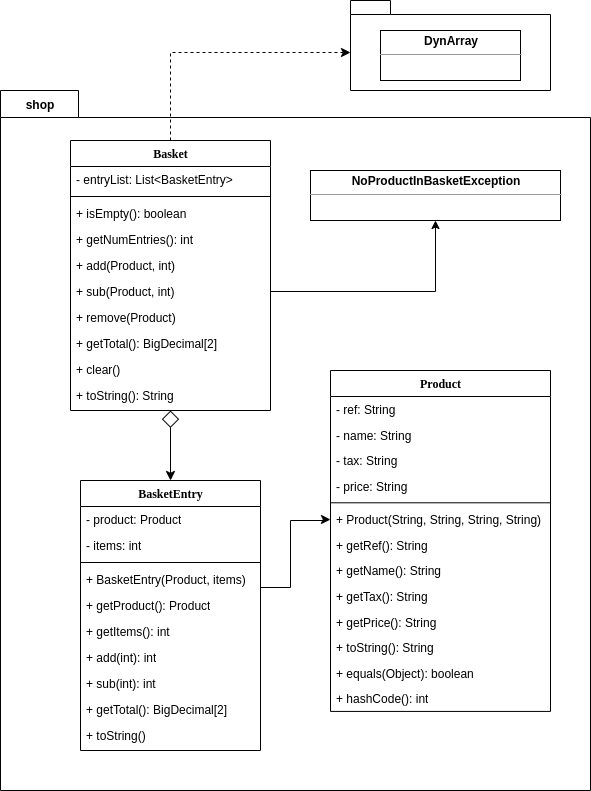 DynArray
shop
Basket
- entryList: List<BasketEntry>
+ isEmpty(): boolean
+ getNumEntries(): int
+ add(Product, int)
+ sub(Product, int)
+ remove(Product)
+ getTotal(): BigDecimal[2]
+ clear()
+ toString(): String
NoProductInBasketException
Product
- ref: String
- name: String
- tax: String
- price: String
+ Product(String, String, String, String)
+ getRef(): String
+ getName(): String
+ getTax(): String
+ getPrice(): String
+ toString(): String
+ equals(Object): boolean
+ hashCode(): int
BasketEntry
- product: Product
- items: int
+ BasketEntry(Product, items)
+ getProduct(): Product
+ getItems(): int
+ add(int): int
+ sub(int): int
+ getTotal(): BigDecimal[2]
+ toString()